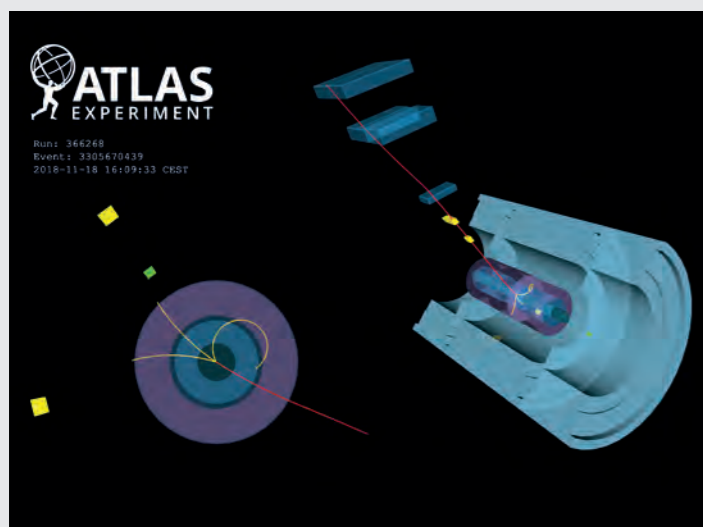 ATLAS
EXPERIMENT
Run: 366268
Event: 3305670439
2018-11-18 16:09:33 CEST